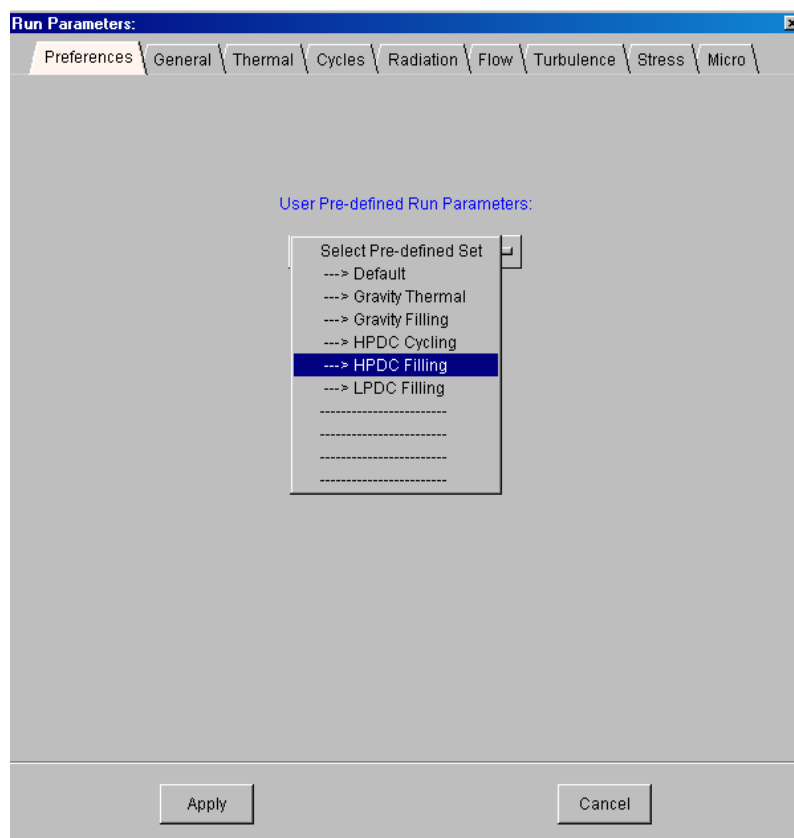 Run Parameters:
Preferences General Thermal Cycles Radiation Flow Turbulence Stress Micro
User Pre-defined Run Parameters:
Select Pre-defined Set
---> Default
---> Gravity Thermal
---> Gravity Filling
---> HPDC Cycling
---> HPDC Filling
---> LPDC Filling
------------------------
------------------------
------------------------
------------------------
Apply Cancel